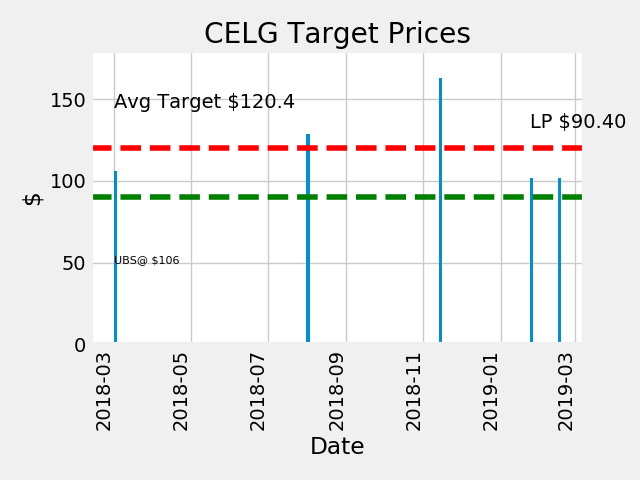 CELG Target Prices
150
Avg Target $120.4
LP $90.40
100
$
50
UBS@ $106
0
2018-03
2018-05
2018-07
2018-09
2018-11
2019-01
2019-03
Date